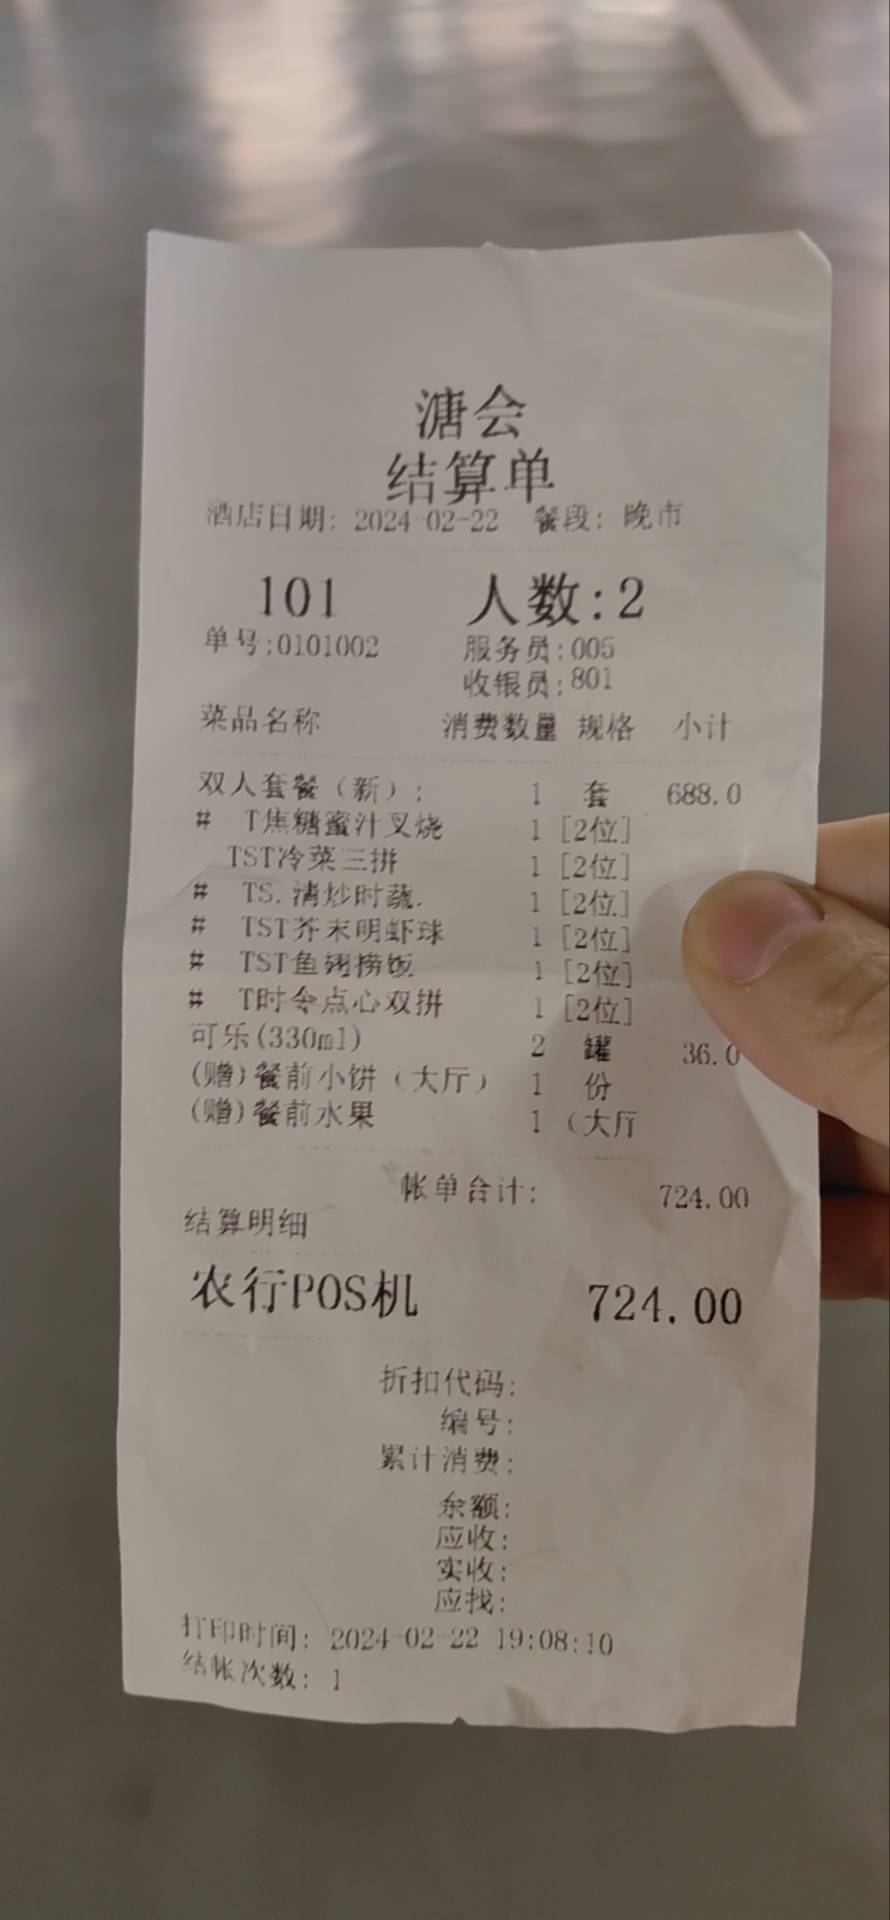 溏会
结算单
酒店日期: 2024-02-22 餐段: 晚市
101 人数:2
单号:0101002 服务员:005
收银员:801
菜品名称 消费数量 规格 小计
双人套餐（新）: 1 套 688.0
# T焦糖蜜汁叉烧 1 [2位]
TST冷菜三拼 1 [2位]
# TS.清炒时蔬. 1 [2位]
# TST芥末明虾球 1 [2位]
# TST鱼翅捞饭 1 [2位]
# T时令点心双拼 1 [2位]
可乐(330ml) 2 罐 36.0
(赠)餐前小饼（大厅） 1 份
(赠)餐前水果 1 （大厅
帐单合计: 724.00
结算明细
农行POS机 724.00
折扣代码:
编号:
累计消费:
余额:
应收:
实收:
应找:
打印时间: 2024-02-22 19:08:10
结帐次数: 1